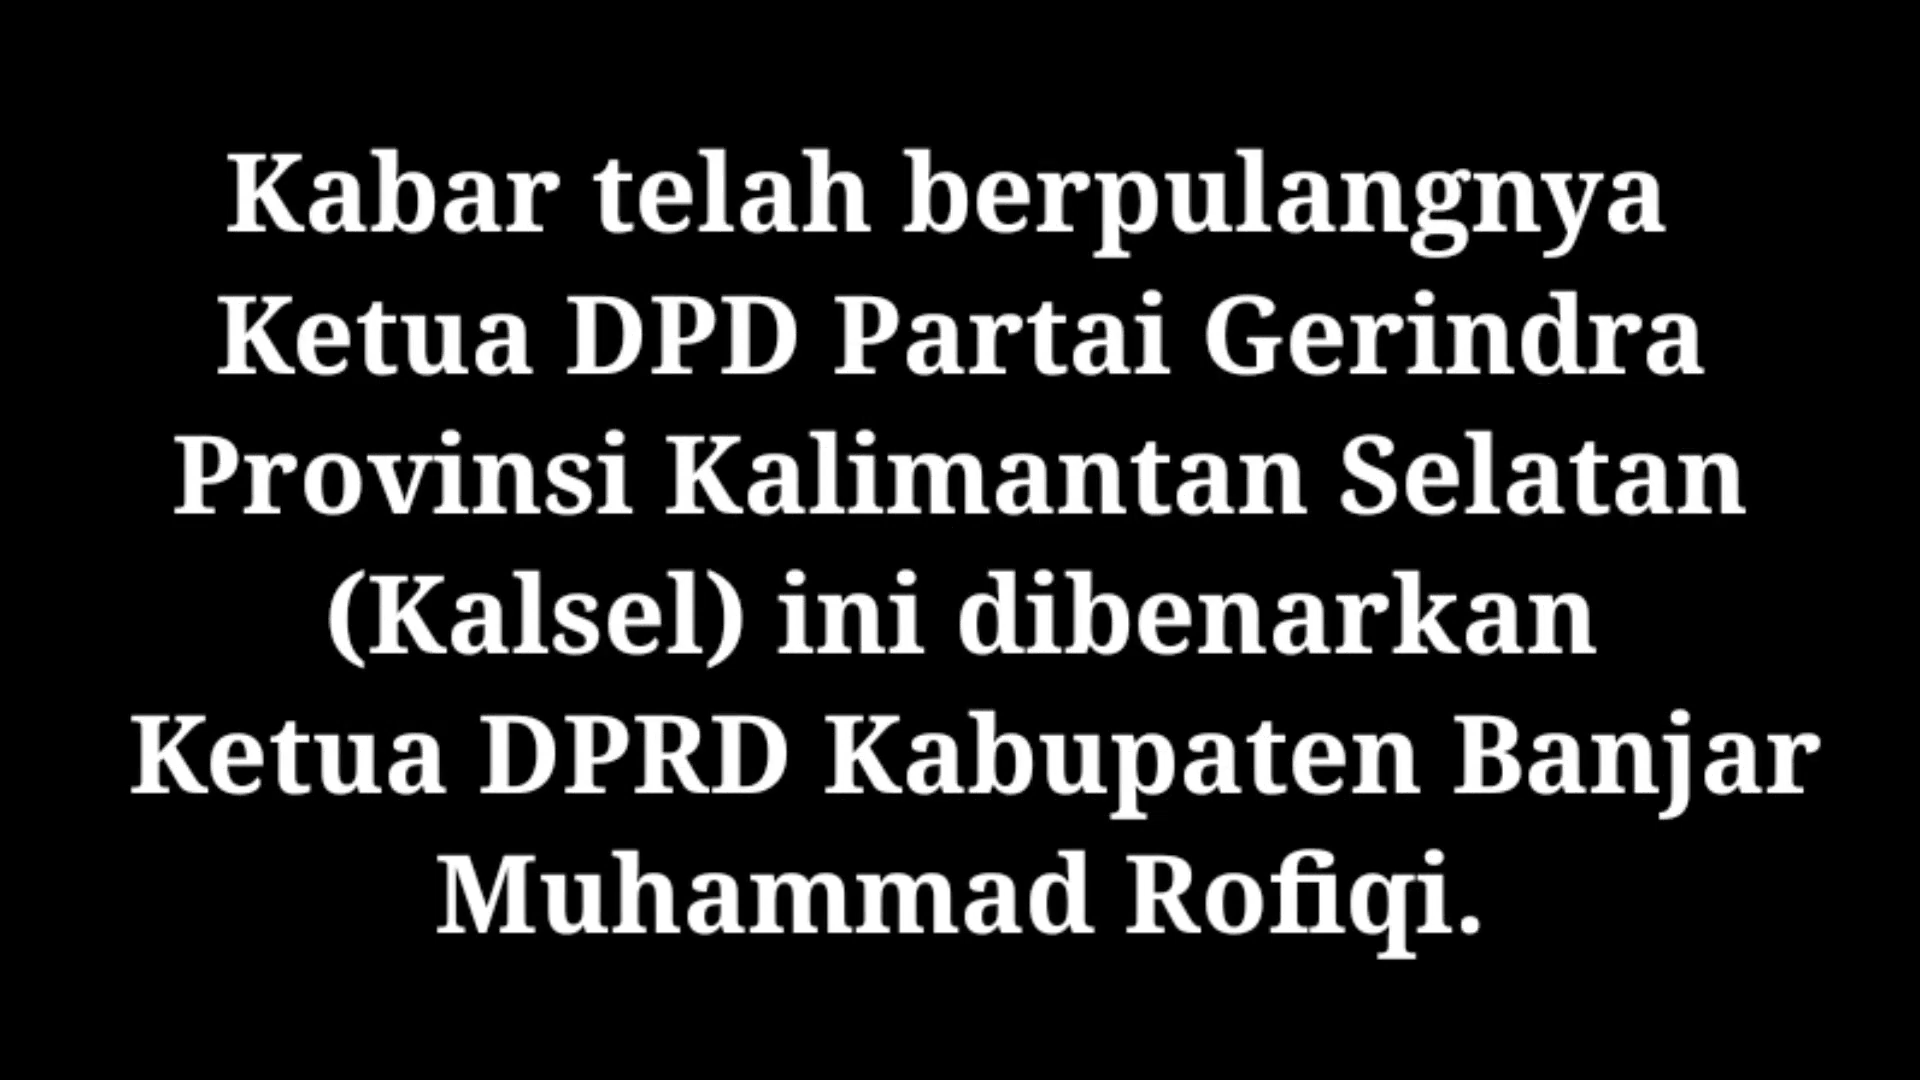 Kabar telah berpulangnya
Ketua DPD Partai Gerindra
Provinsi Kalimantan Selatan
(Kalsel) ini dibenarkan
Ketua DPRD Kabupaten Banjar
Muhammad Rofiqi.